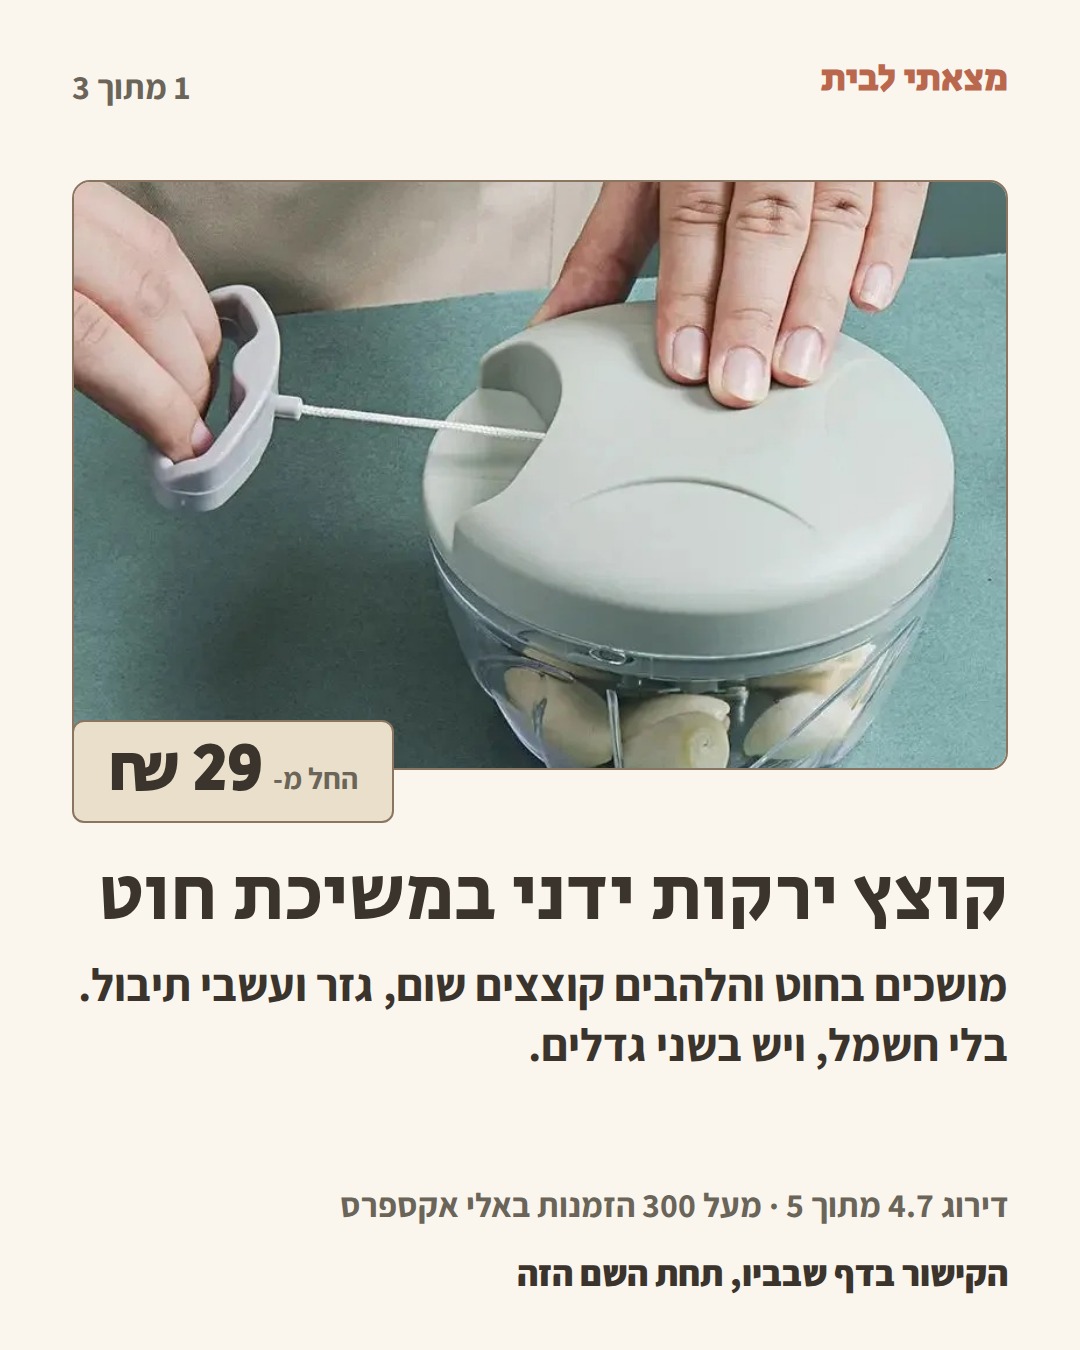 מצאתי לבית
1 מתוך 3
החל מ- 29 ₪
קוצץ ירקות ידני במשיכת חוט
מושכים בחוט והלהבים קוצצים שום, גזר ועשבי תיבול.
בלי חשמל, ויש בשני גדלים.
דירוג 4.7 מתוך 5 · מעל 300 הזמנות באלי אקספרס
הקישור בדף שבביו, תחת השם הזה